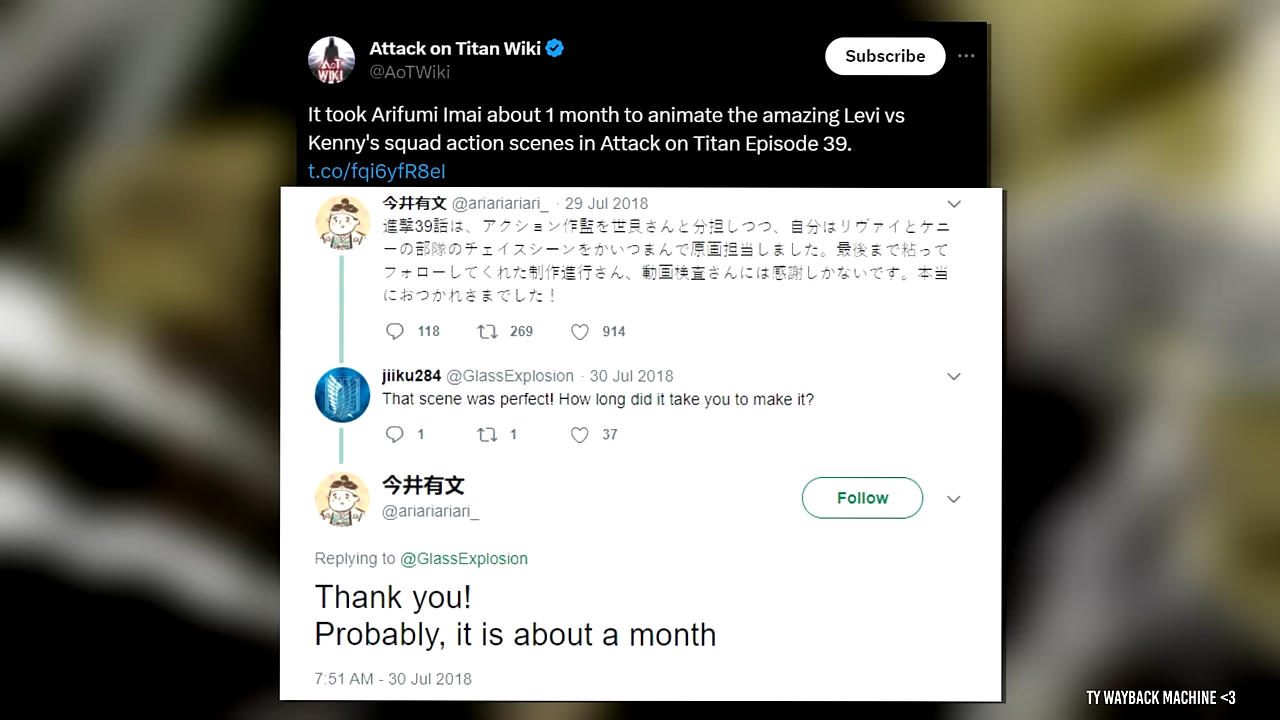 Attack on Titan Wiki
@AoTWiki
Subscribe
It took Arifumi Imai about 1 month to animate the amazing Levi vs
Kenny's squad action scenes in Attack on Titan Episode 39.
t.co/fqi6yfR8eI
今井有文 @ariariariari_ · 29 Jul 2018
進撃39話は、アクション作監を世良さんと分担しつつ、自分はリヴァイとケニ
ーの部隊のチェイスシーンをかいつまんで原画担当しました。最後まで粘って
フォローしてくれた制作進行さん、動画検査さんには感謝しかないです。本当
におつかれさまでした！
118 269 914
jiiku284 @GlassExplosion · 30 Jul 2018
That scene was perfect! How long did it take you to make it?
1 1 37
今井有文
@ariariariari_
Follow
Replying to @GlassExplosion
Thank you!
Probably, it is about a month
7:51 AM - 30 Jul 2018
TY WAYBACK MACHINE <3